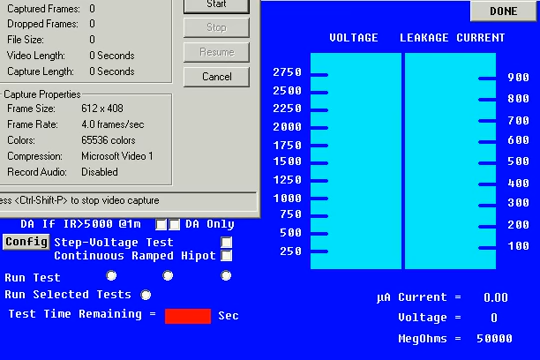 Captured Frames: 0
Dropped Frames: 0
File Size: 0
Video Length: 0 Seconds
Capture Length: 0 Seconds
Start
Stop
Resume
Cancel
Capture Properties
Frame Size: 612 x 408
Frame Rate: 4.0 frames/sec
Colors: 65536 colors
Compression: Microsoft Video 1
Record Audio: Disabled
<Ctrl-Shift-P> to stop video capture
DONE
VOLTAGE LEAKAGE CURRENT
2750
2500
2250
2000
1750
1500
1250
1000
750
500
250
900
800
700
600
500
400
300
200
100
DA If IR>5000 @1m DA Only
Config Step-Voltage Test
Continuous Ramped Hipot
Run Test
Run Selected Tests
Test Time Remaining = Sec
µA Current = 0.00
Voltage = 0
MegOhms = 50000